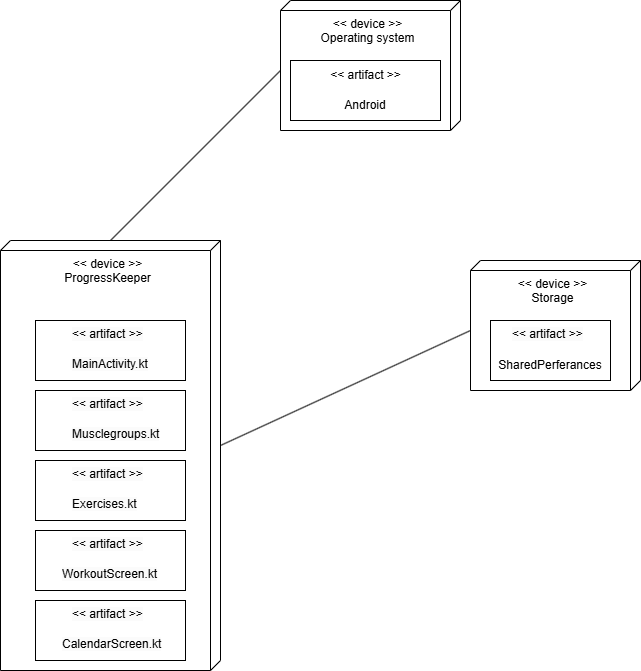 << device >>
Operating system
<< artifact >>
Android
<< device >>
ProgressKeeper
<< artifact >>
MainActivity.kt
<< artifact >>
Musclegroups.kt
<< artifact >>
Exercises.kt
<< artifact >>
WorkoutScreen.kt
<< artifact >>
CalendarScreen.kt
<< device >>
Storage
<< artifact >>
SharedPerferances